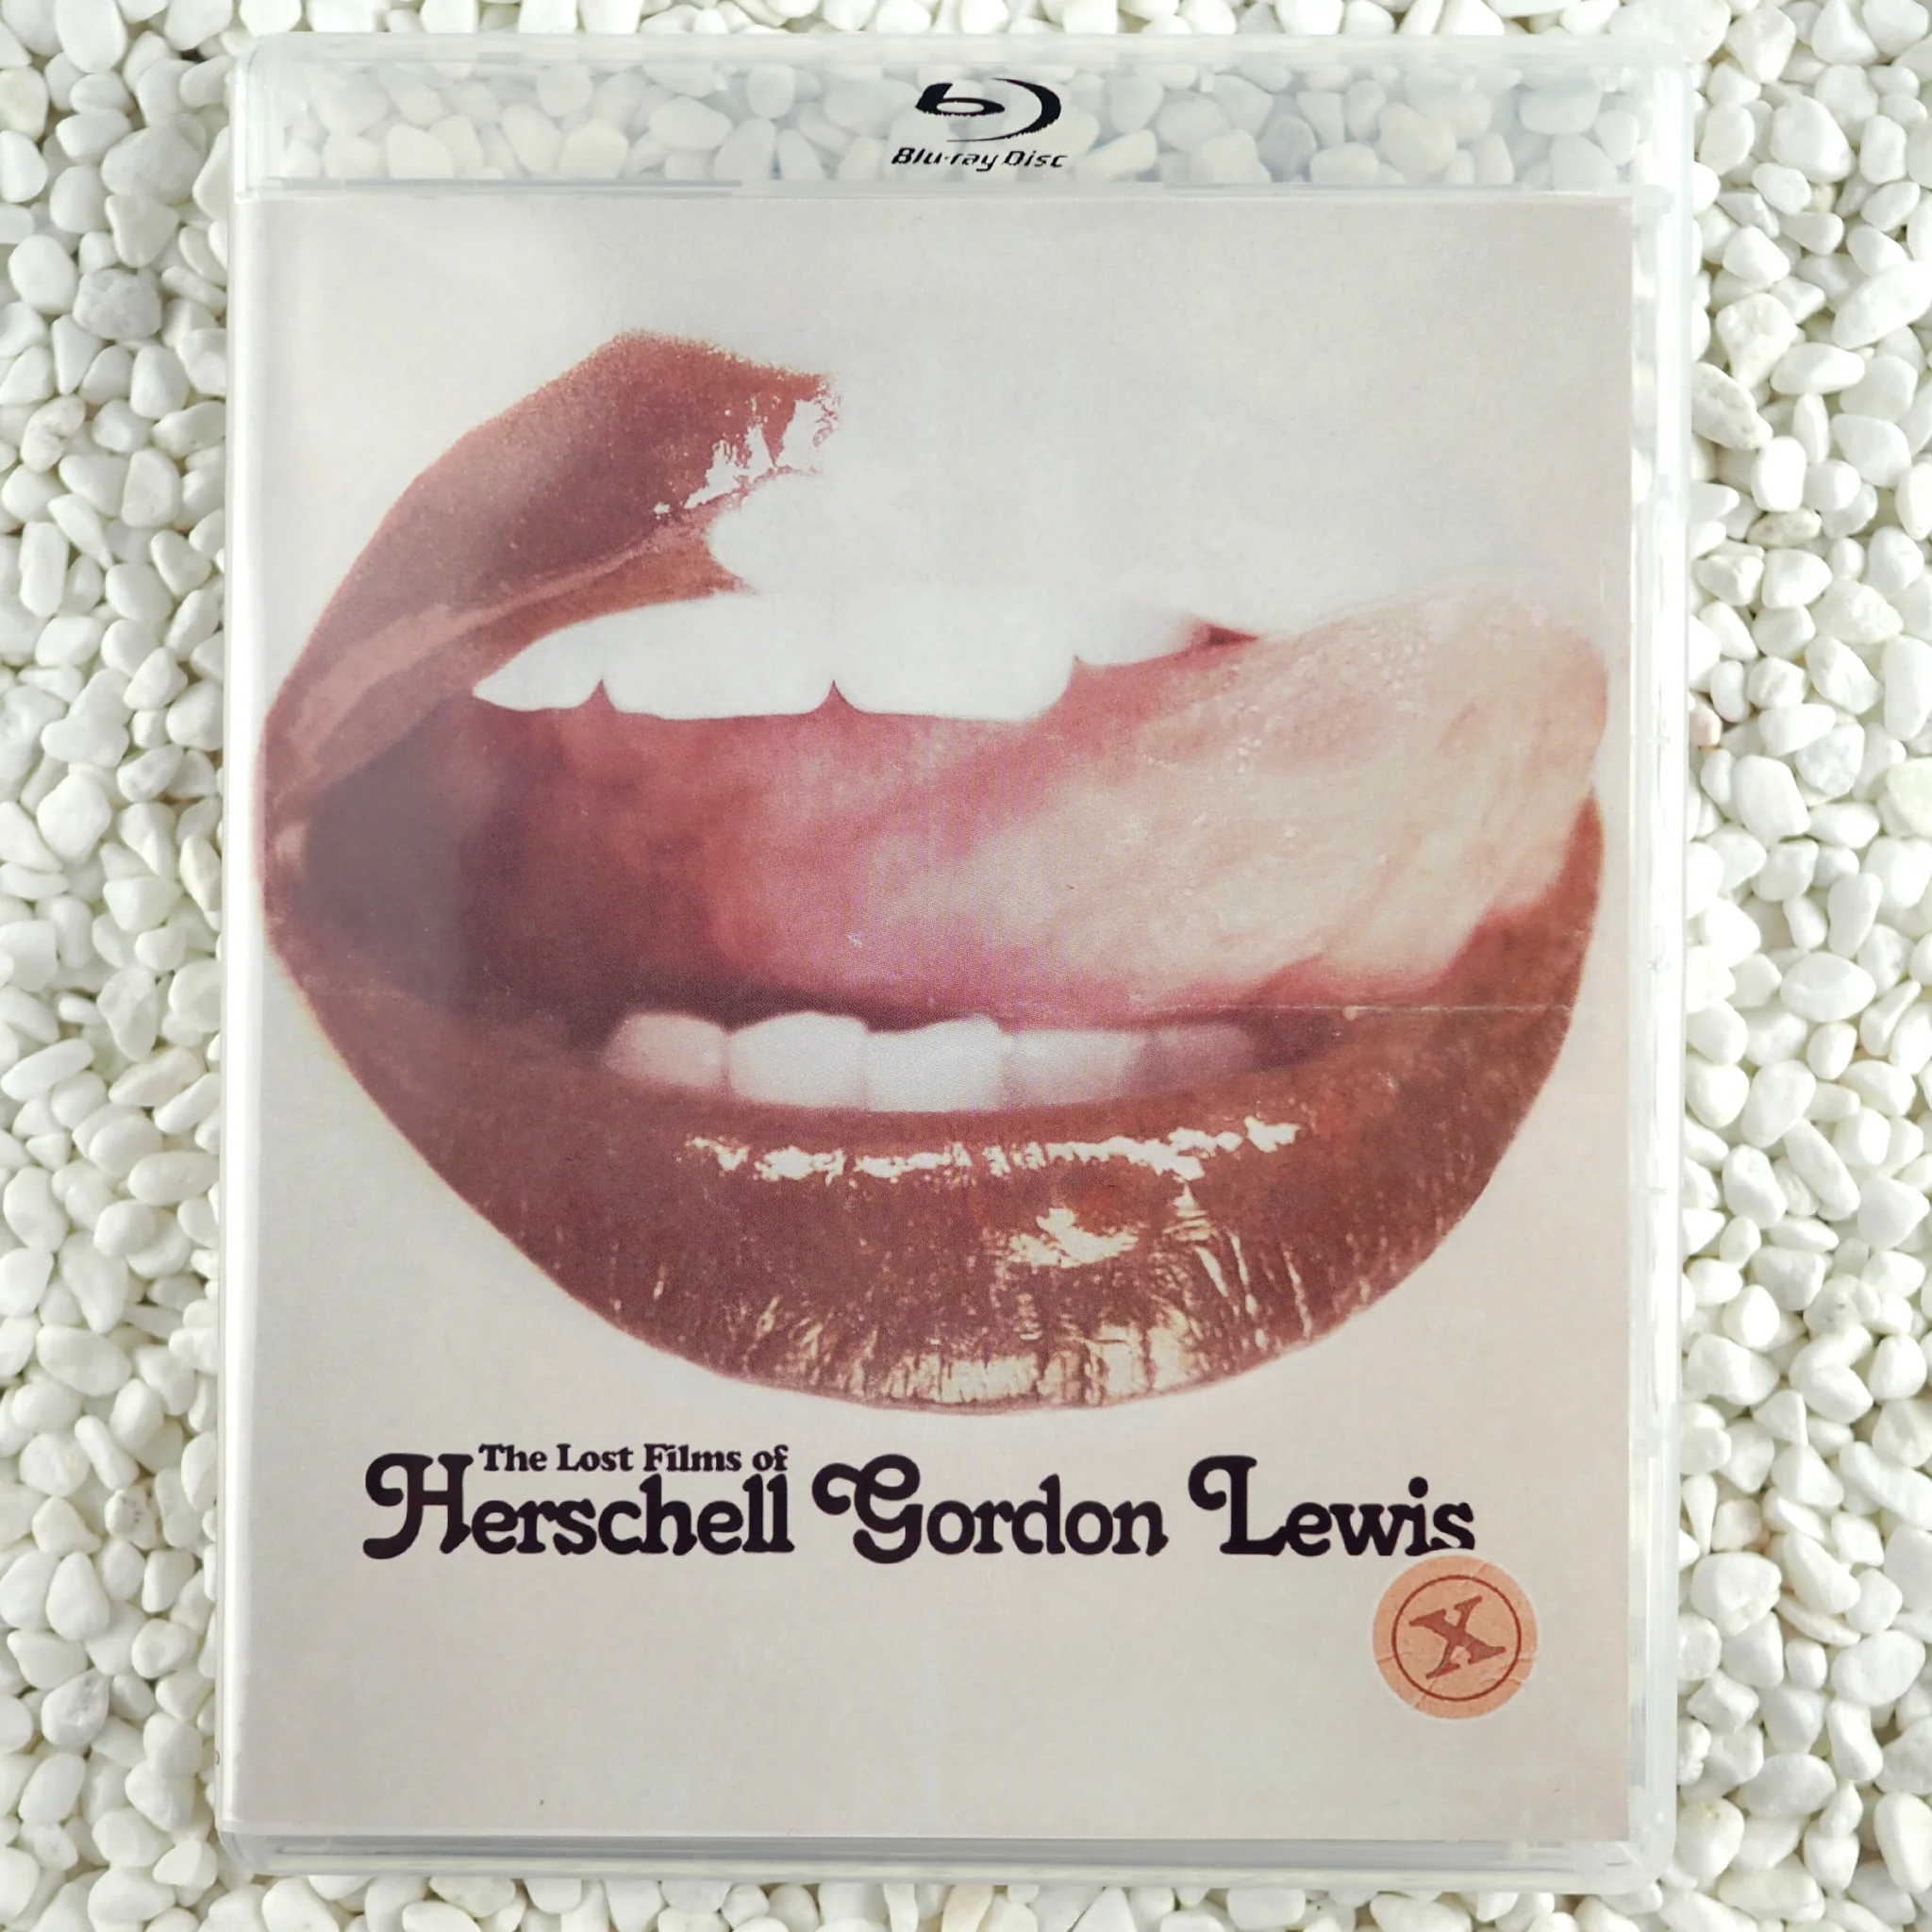 Blu-ray Disc
The Lost Films of
Herschell Gordon Lewis
X